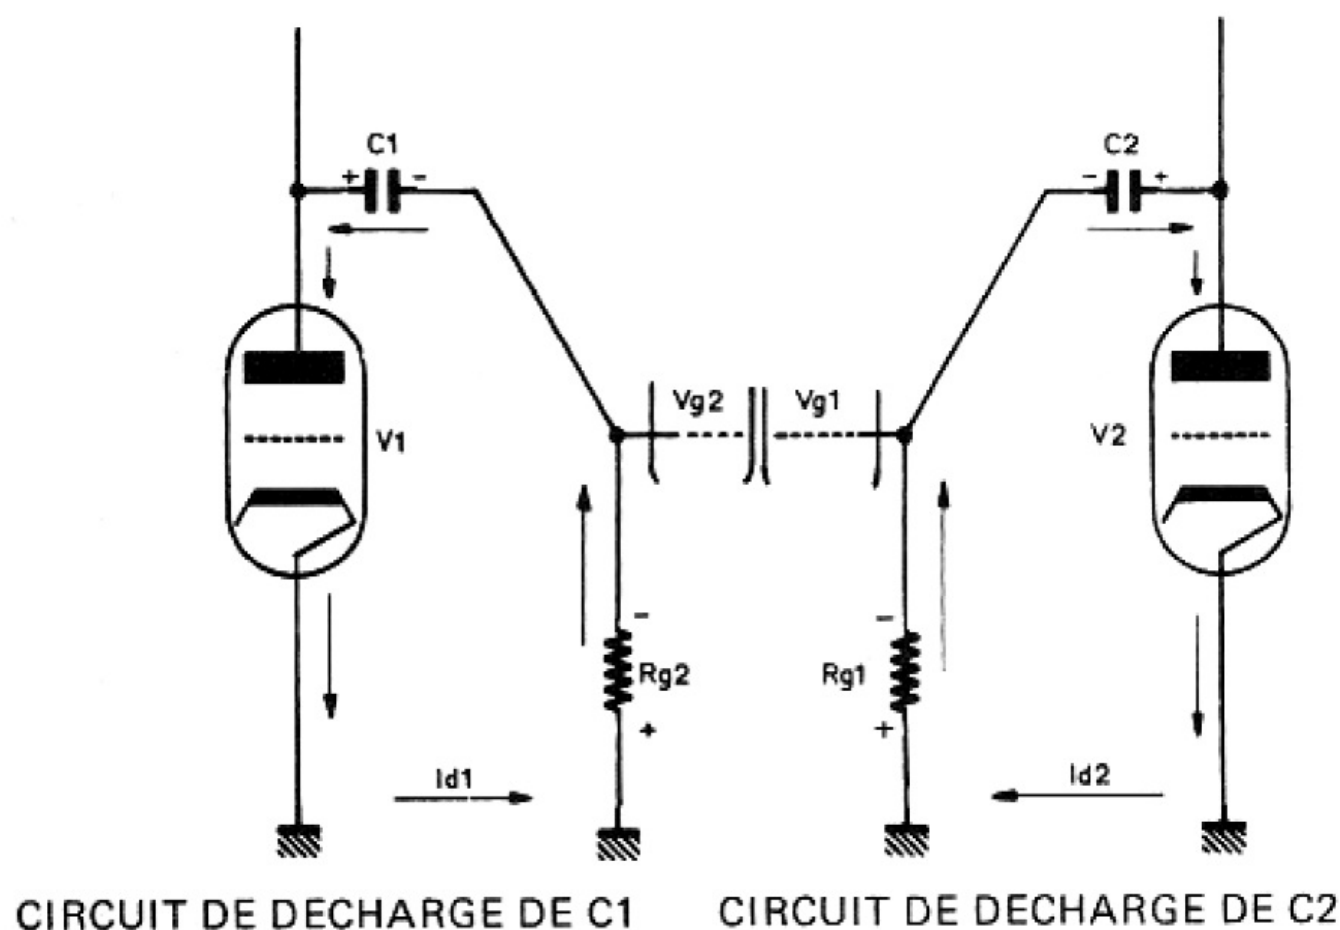 C1
C2
+ -
- +
Vg2
Vg1
V1
V2
-
-
Rg2
Rg1
+
+
Id1
Id2
CIRCUIT DE DECHARGE DE C1
CIRCUIT DE DECHARGE DE C2